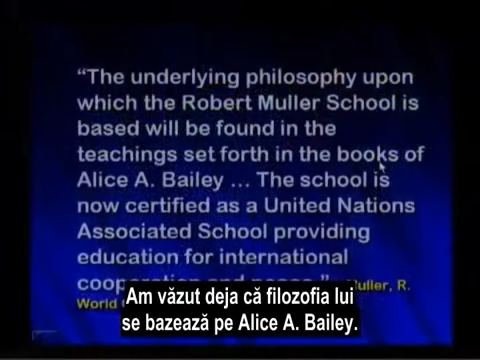 “The underlying philosophy upon
which the Robert Muller School is
based will be found in the
teachings set forth in the books of
Alice A. Bailey ... The school is
now certified as a United Nations
Associated School providing
education for international
Muller, R.
World
Am văzut deja că filozofia lui
se bazează pe Alice A. Bailey.